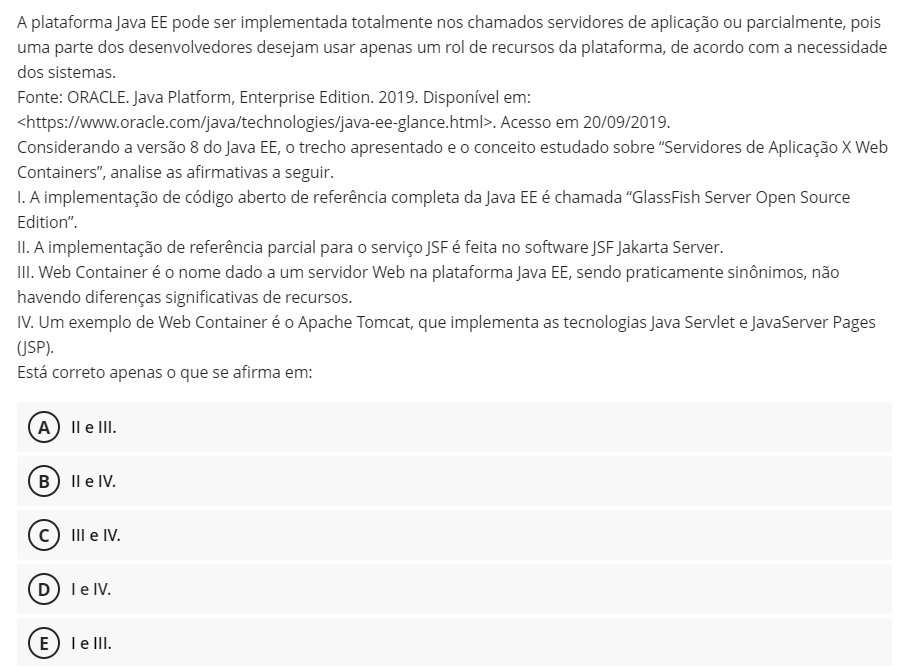 A plataforma Java EE pode ser implementada totalmente nos chamados servidores de aplicação ou parcialmente, pois
uma parte dos desenvolvedores desejam usar apenas um rol de recursos da plataforma, de acordo com a necessidade
dos sistemas.
Fonte: ORACLE. Java Platform, Enterprise Edition. 2019. Disponível em:
<https://www.oracle.com/java/technologies/java-ee-glance.html>. Acesso em 20/09/2019.
Considerando a versão 8 do Java EE, o trecho apresentado e o conceito estudado sobre “Servidores de Aplicação X Web
Containers”, analise as afirmativas a seguir.
I. A implementação de código aberto de referência completa da Java EE é chamada “GlassFish Server Open Source
Edition”.
II. A implementação de referência parcial para o serviço JSF é feita no software JSF Jakarta Server.
III. Web Container é o nome dado a um servidor Web na plataforma Java EE, sendo praticamente sinônimos, não
havendo diferenças significativas de recursos.
IV. Um exemplo de Web Container é o Apache Tomcat, que implementa as tecnologias Java Servlet e JavaServer Pages
(JSP).
Está correto apenas o que se afirma em:
A II e III.
B II e IV.
C III e IV.
D I e IV.
E I e III.